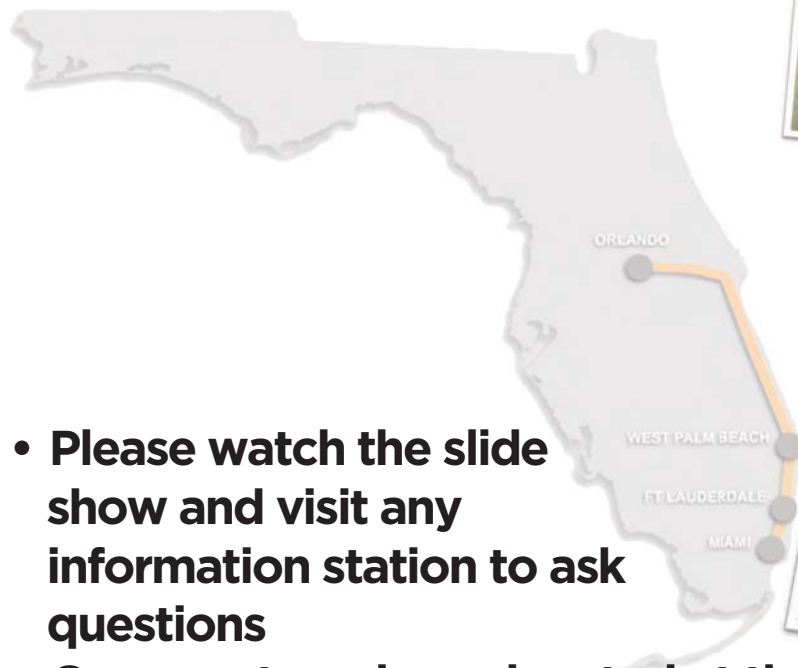 ORLANDO
WEST PALM BEACH
FT LAUDERDALE
MIAMI
• Please watch the slide
show and visit any
information station to ask
questions